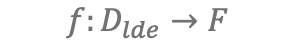 f: D_{lde} → F